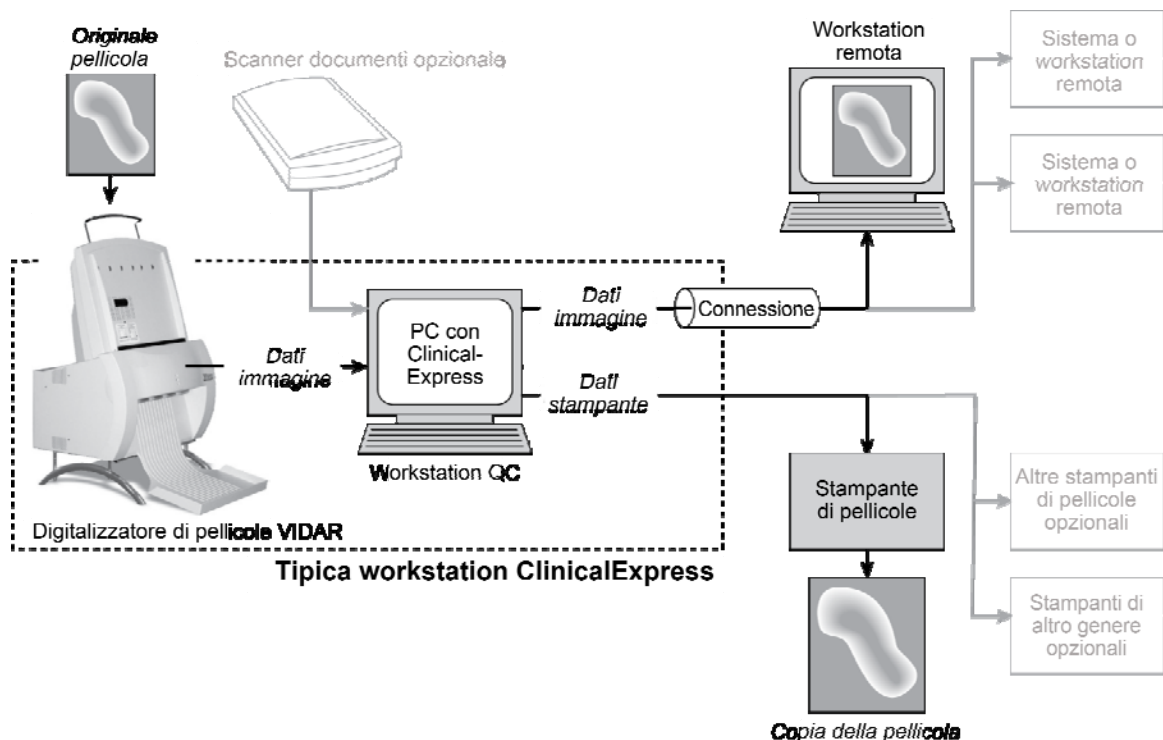 Originale
pellicola
Scanner documenti opzionale
Workstation
remota
Sistema o
workstation
remota
Sistema o
workstation
remota
Dati
immagine
PC con
Clinical-
Express
Dati
immagine
Connessione
Dati
stampante
Workstation QC
Digitalizzatore di pellicole VIDAR
Tipica workstation ClinicalExpress
Stampante
di pellicole
Altre stampanti
di pellicole
opzionali
Stampanti di
altro genere
opzionali
Copia della pellicola